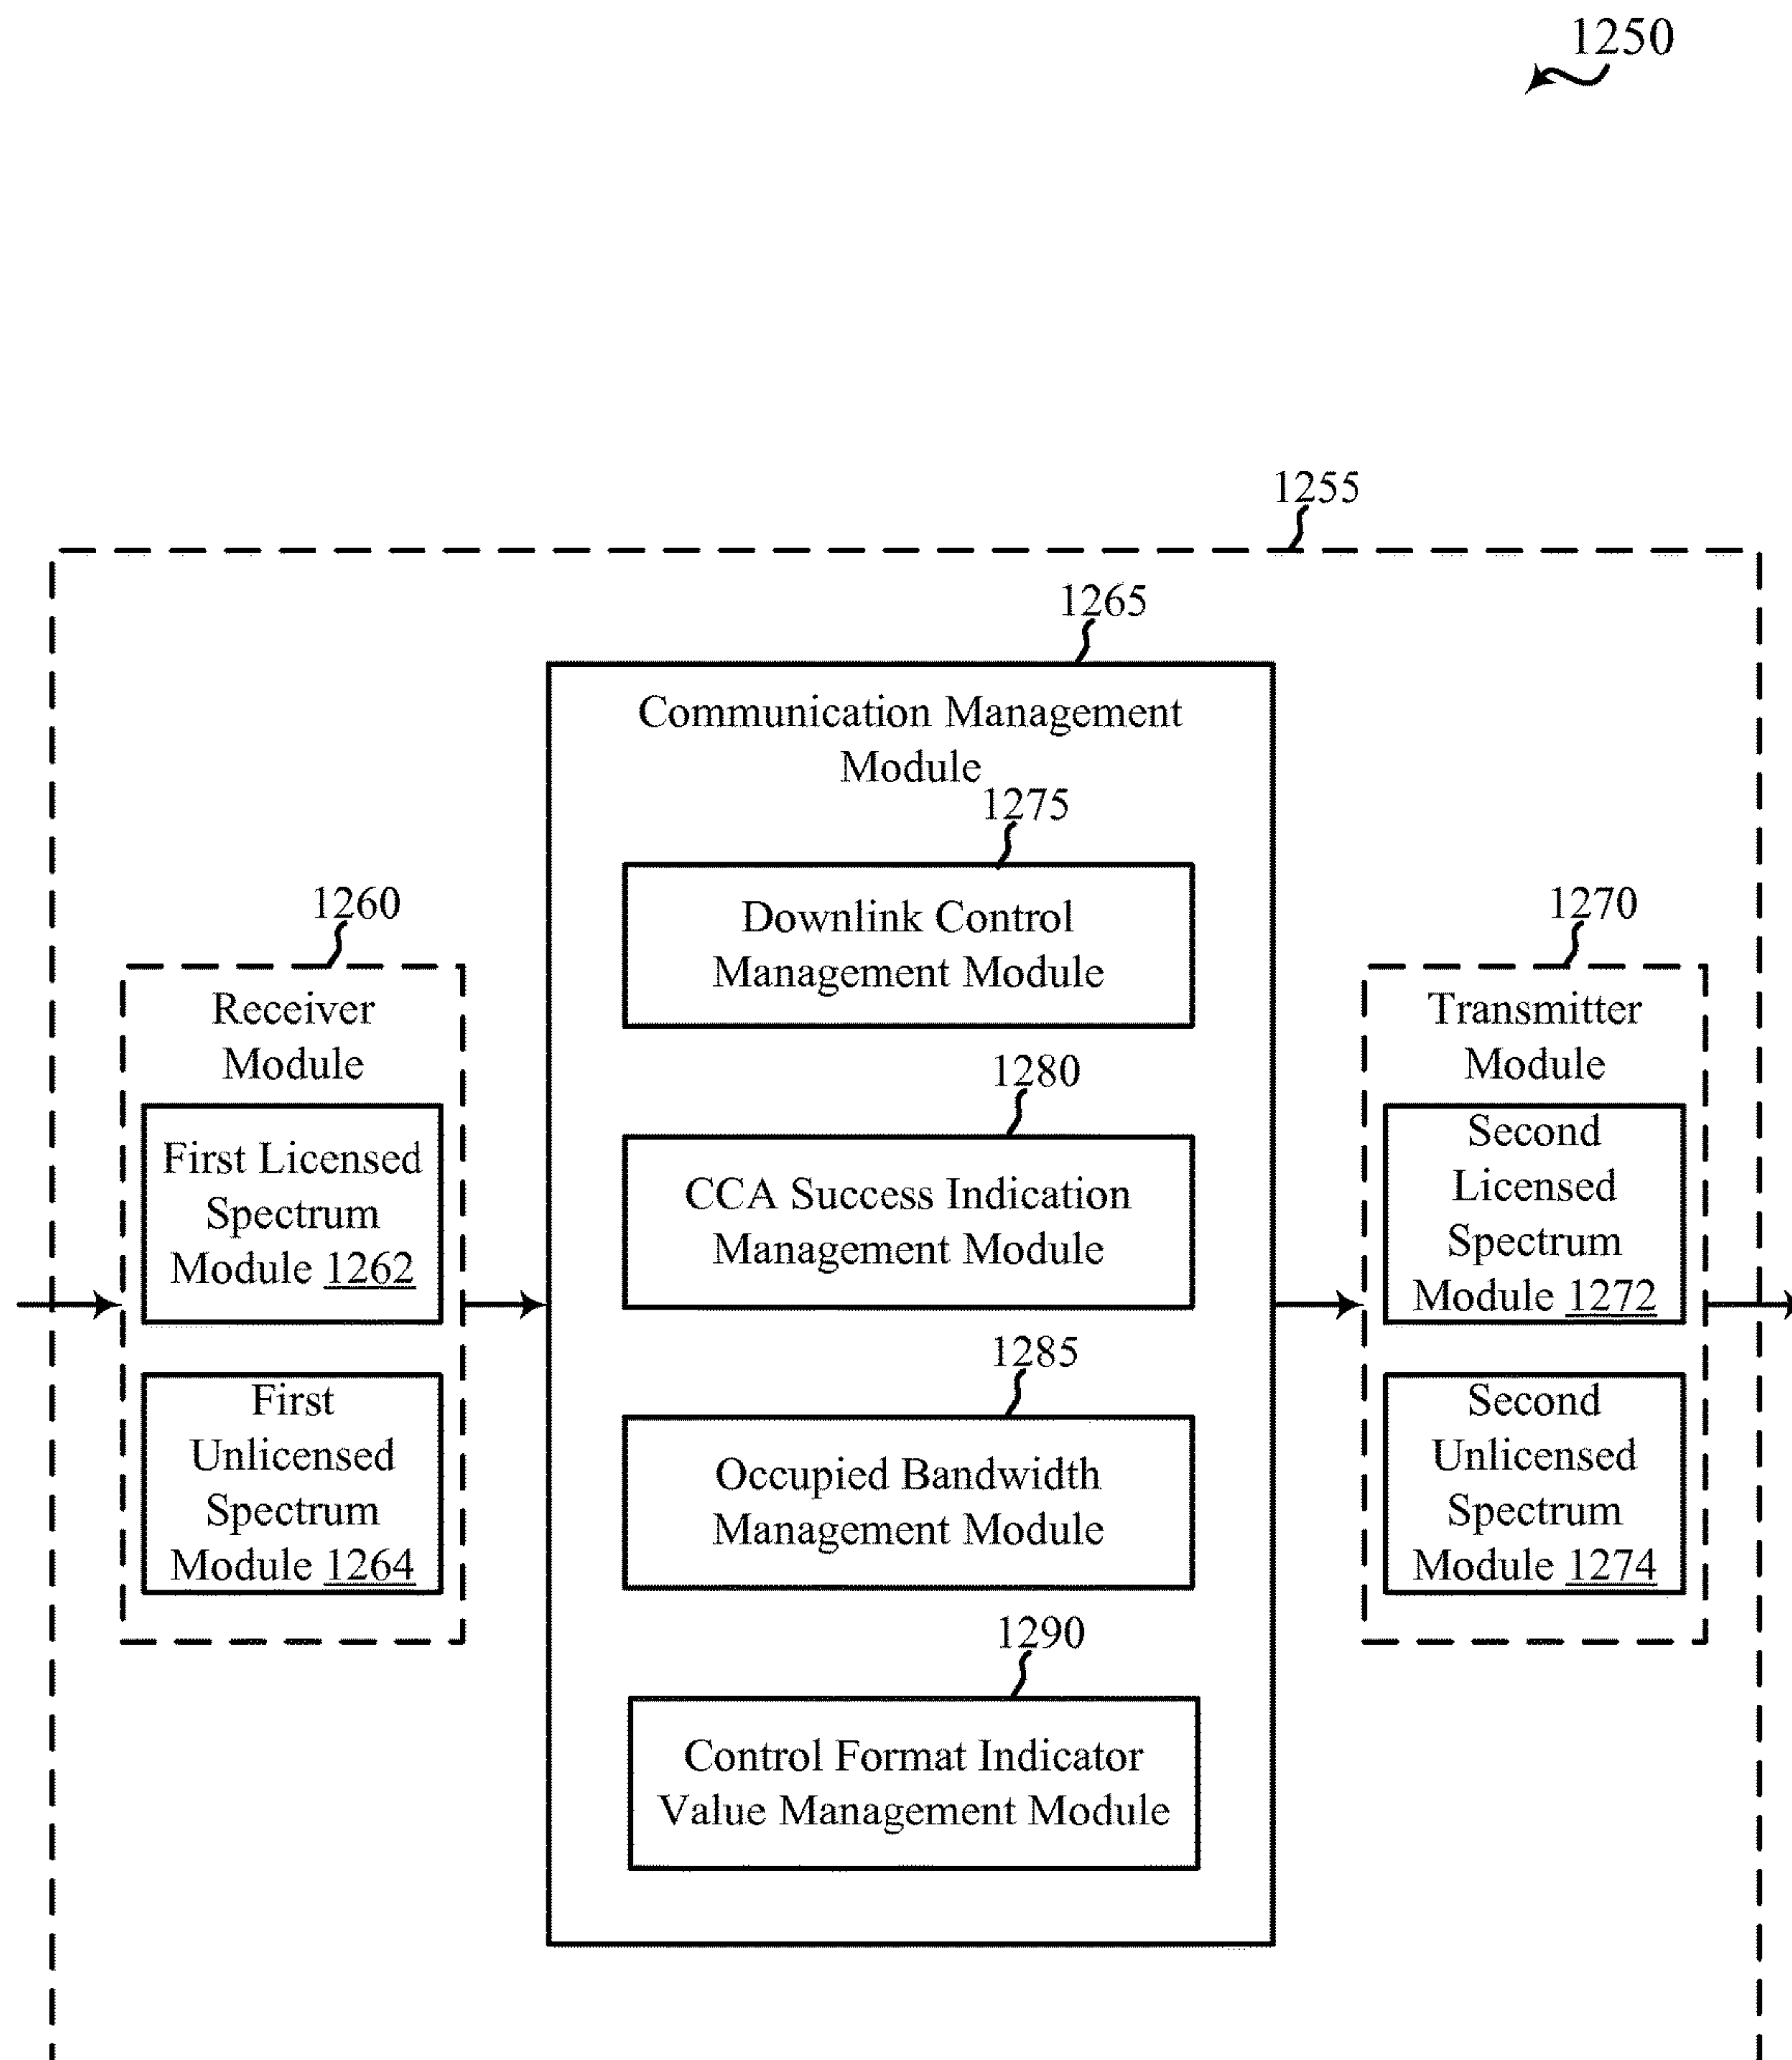 1250
1255
1265
Communication Management
Module
1275
Downlink Control
Management Module
1280
CCA Success Indication
Management Module
1285
Occupied Bandwidth
Management Module
1290
Control Format Indicator
Value Management Module
1260
Receiver
Module
First Licensed
Spectrum
Module 1262
First
Unlicensed
Spectrum
Module 1264
1270
Transmitter
Module
Second
Licensed
Spectrum
Module 1272
Second
Unlicensed
Spectrum
Module 1274